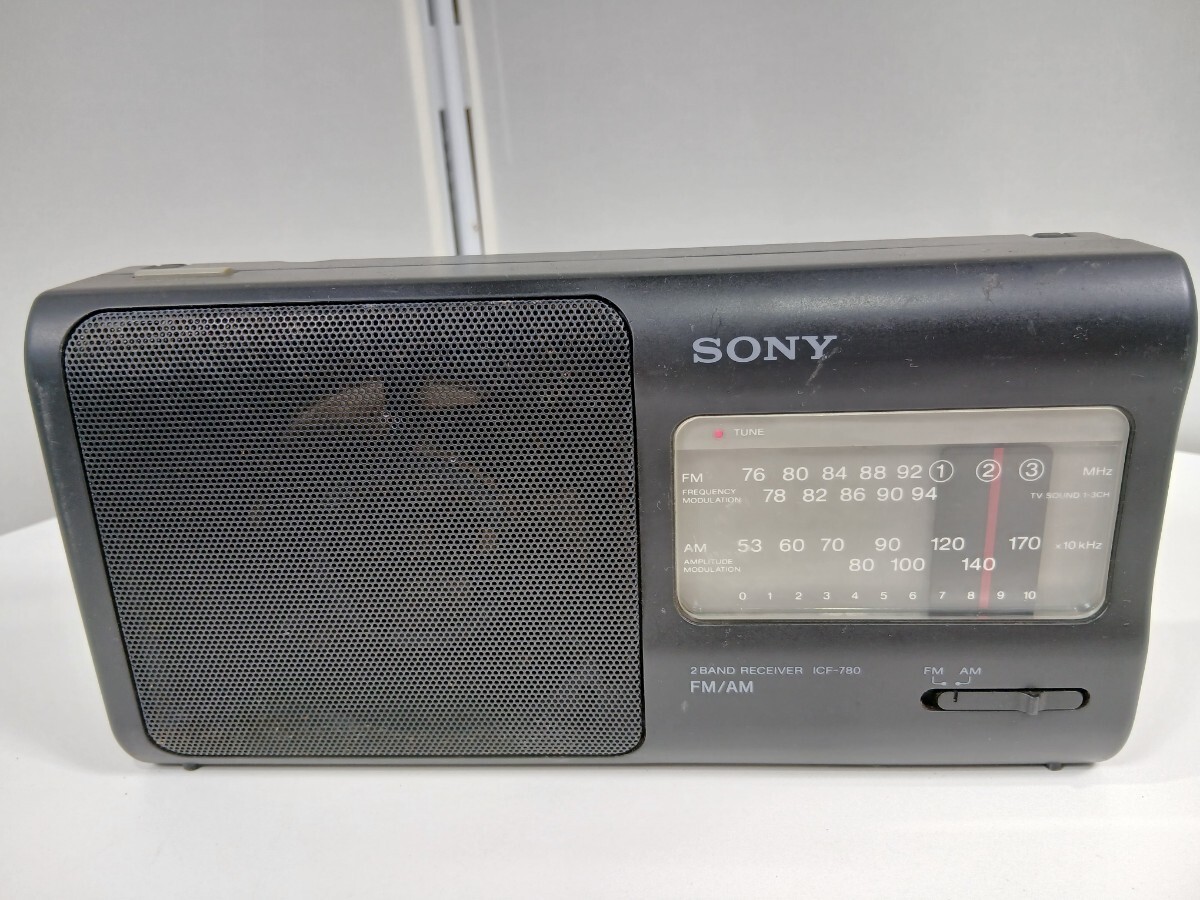 SONY
TUNE
FM 76 80 84 88 92 ① ② ③ MHz
FREQUENCY
MODULATION 78 82 86 90 94 TV SOUND 1-3CH
AM 53 60 70 90 120 170 ×10 kHz
AMPLITUDE
MODULATION 80 100 140
0 1 2 3 4 5 6 7 8 9 10
2 BAND RECEIVER ICF-780
FM/AM
FM AM